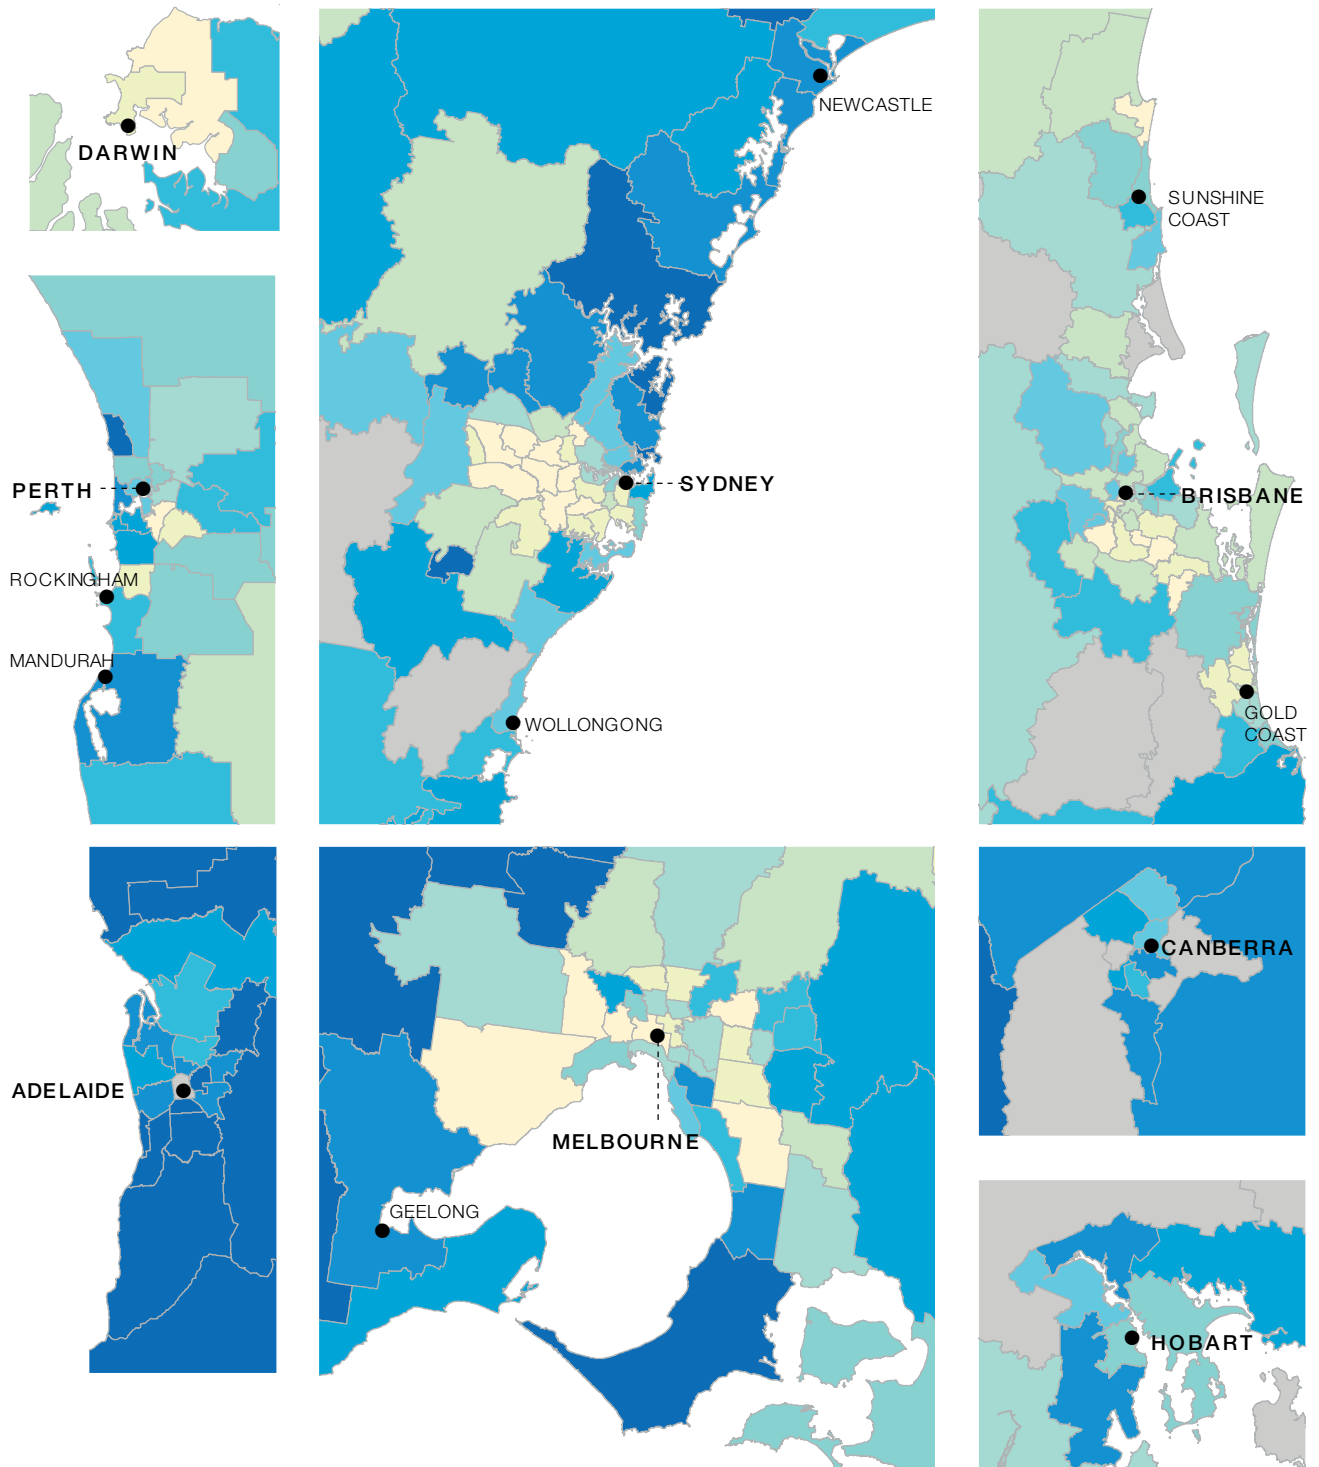 DARWIN
NEWCASTLE
SUNSHINE
COAST
PERTH
SYDNEY
BRISBANE
ROCKINGHAM
MANDURAH
WOLLONGONG
GOLD
COAST
ADELAIDE
MELBOURNE
GEELONG
CANBERRA
HOBART